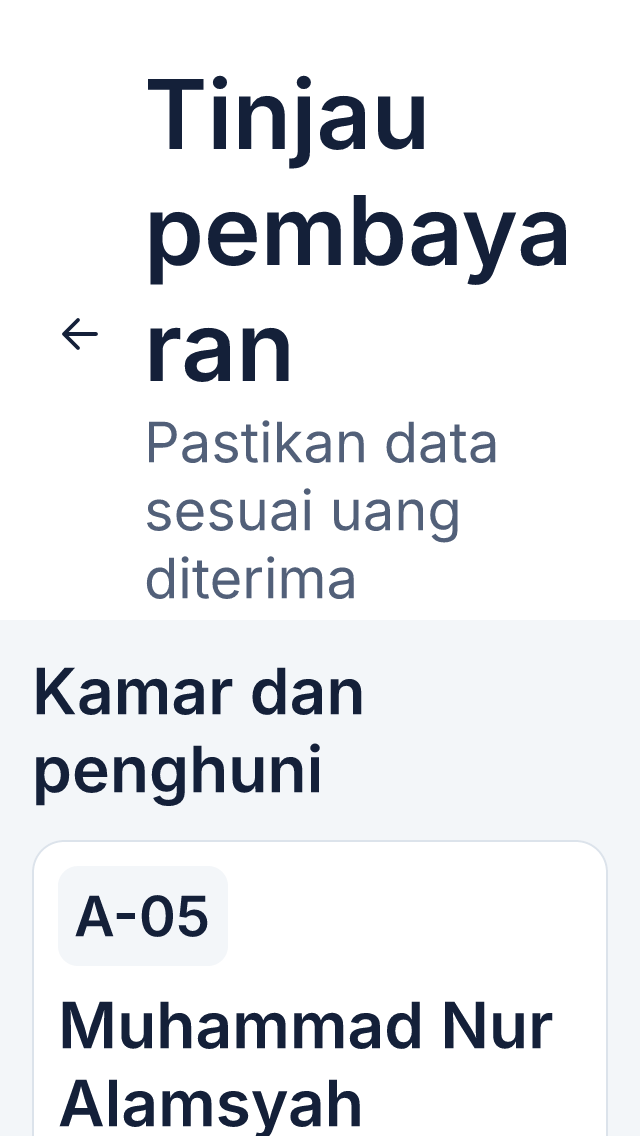 Tinjau
pembaya
ran
Pastikan data
sesuai uang
diterima
Kamar dan
penghuni
A-05
Muhammad Nur
Alamsyah